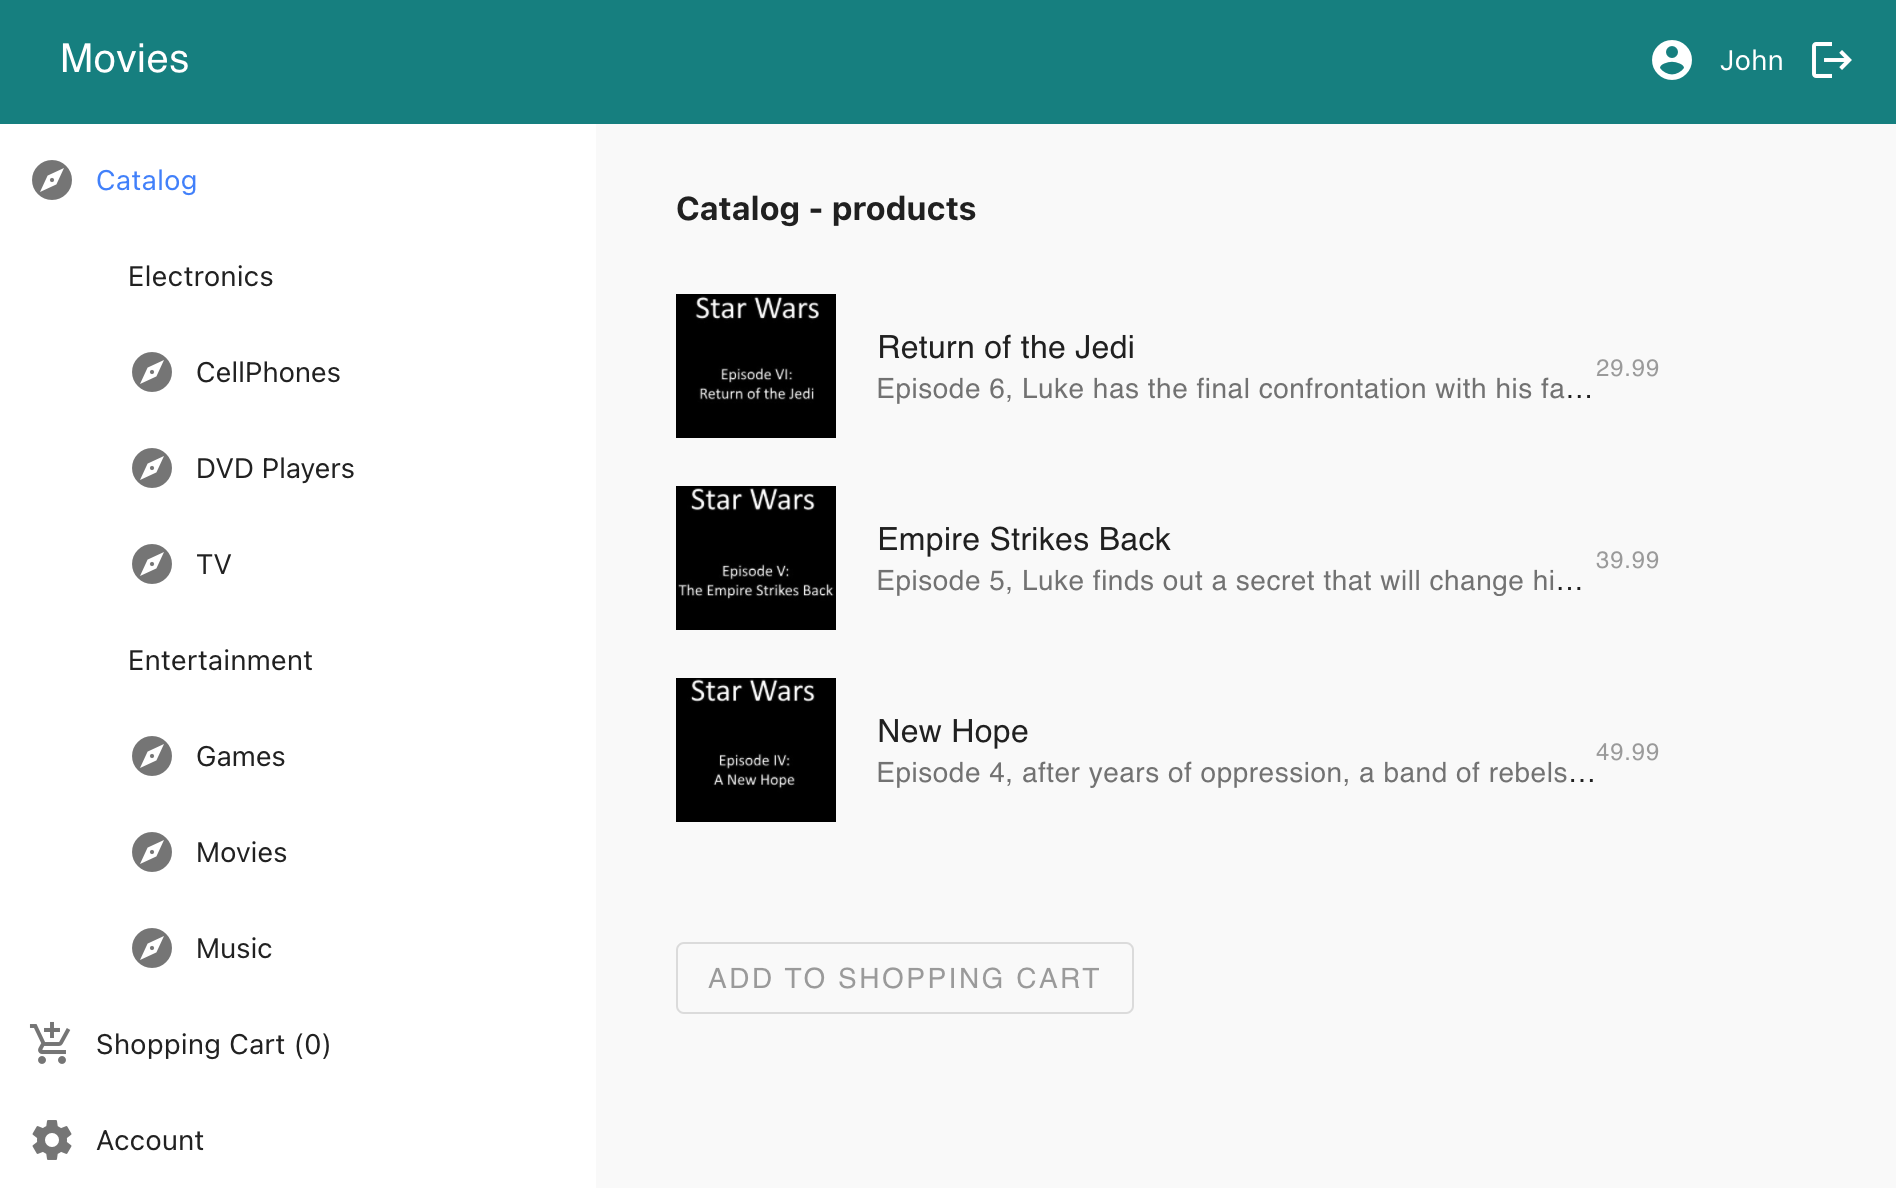 Movies
John
Catalog
Electronics
CellPhones
DVD Players
TV
Entertainment
Games
Movies
Music
Shopping Cart (0)
Account
Catalog - products
Star Wars
Episode VI:
Return of the Jedi
Return of the Jedi
Episode 6, Luke has the final confrontation with his fa...
29.99
Star Wars
Episode V:
The Empire Strikes Back
Empire Strikes Back
Episode 5, Luke finds out a secret that will change hi...
39.99
Star Wars
Episode IV:
A New Hope
New Hope
Episode 4, after years of oppression, a band of rebels...
49.99
ADD TO SHOPPING CART